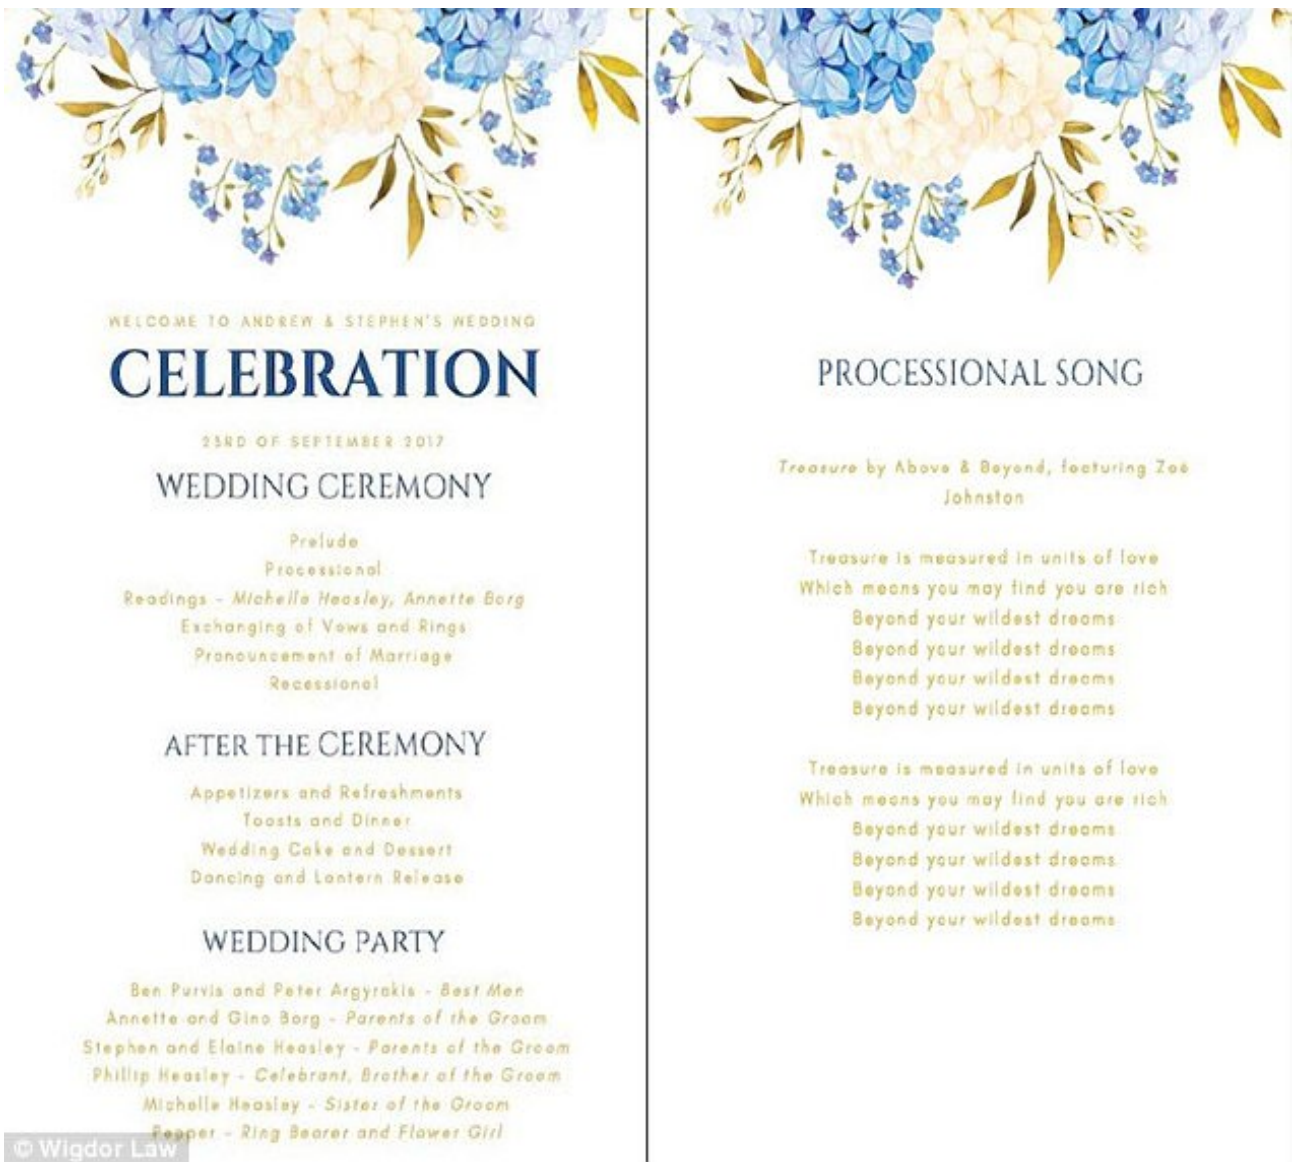 WELCOME TO ANDREW & STEPHEN'S WEDDING
CELEBRATION
23RD OF SEPTEMBER 2017
WEDDING CEREMONY
Prelude
Processional
Readings - Michelle Heasley, Annette Borg
Exchanging of Vows and Rings
Pronouncement of Marriage
Recessional
AFTER THE CEREMONY
Appetizers and Refreshments
Toasts and Dinner
Wedding Cake and Dessert
Dancing and Lantern Release
WEDDING PARTY
Ben Purvis and Peter Argyrakis - Best Men
Annette and Gino Borg - Parents of the Groom
Stephen and Elaine Heasley - Parents of the Groom
Phillip Heasley - Celebrant, Brother of the Groom
Michelle Heasley - Sister of the Groom
Pepper - Ring Bearer and Flower Girl
© Wigdor Law
PROCESSIONAL SONG
Treasure by Above & Beyond, featuring Zoë
Johnston
Treasure is measured in units of love
Which means you may find you are rich
Beyond your wildest dreams
Beyond your wildest dreams
Beyond your wildest dreams
Beyond your wildest dreams
Treasure is measured in units of love
Which means you may find you are rich
Beyond your wildest dreams
Beyond your wildest dreams
Beyond your wildest dreams
Beyond your wildest dreams